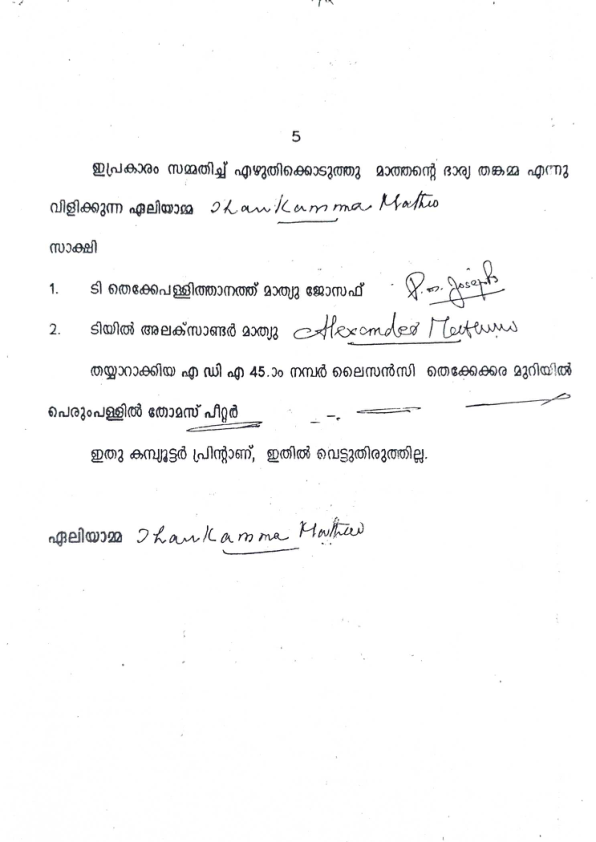 5
ഇപ്രകാരം സമ്മതിച്ച് എഴുതിക്കൊടുത്തു മാത്തന്റെ ഭാര്യ തങ്കമ്മ എന്നു
വിളിക്കുന്ന ഏലിയാമ്മ Thankamma Mathew
സാക്ഷി
1. ടി തെക്കേപള്ളിത്താനത്ത് മാത്യു ജോസഫ് P.M. Joseph
2. ടിയിൽ അലക്സാണ്ടർ മാത്യു Alexander Mathew
തയ്യാറാക്കിയ എ ഡി എ 45.ാം നമ്പർ ലൈസൻസി തെക്കേക്കര മുറിയിൽ
പെരുംപള്ളിൽ തോമസ് പീറ്റർ
ഇതു കമ്പ്യൂട്ടർ പ്രിന്റാണ്, ഇതിൽ വെട്ടുതിരുത്തില്ല.
ഏലിയാമ്മ Thankamma Mathew